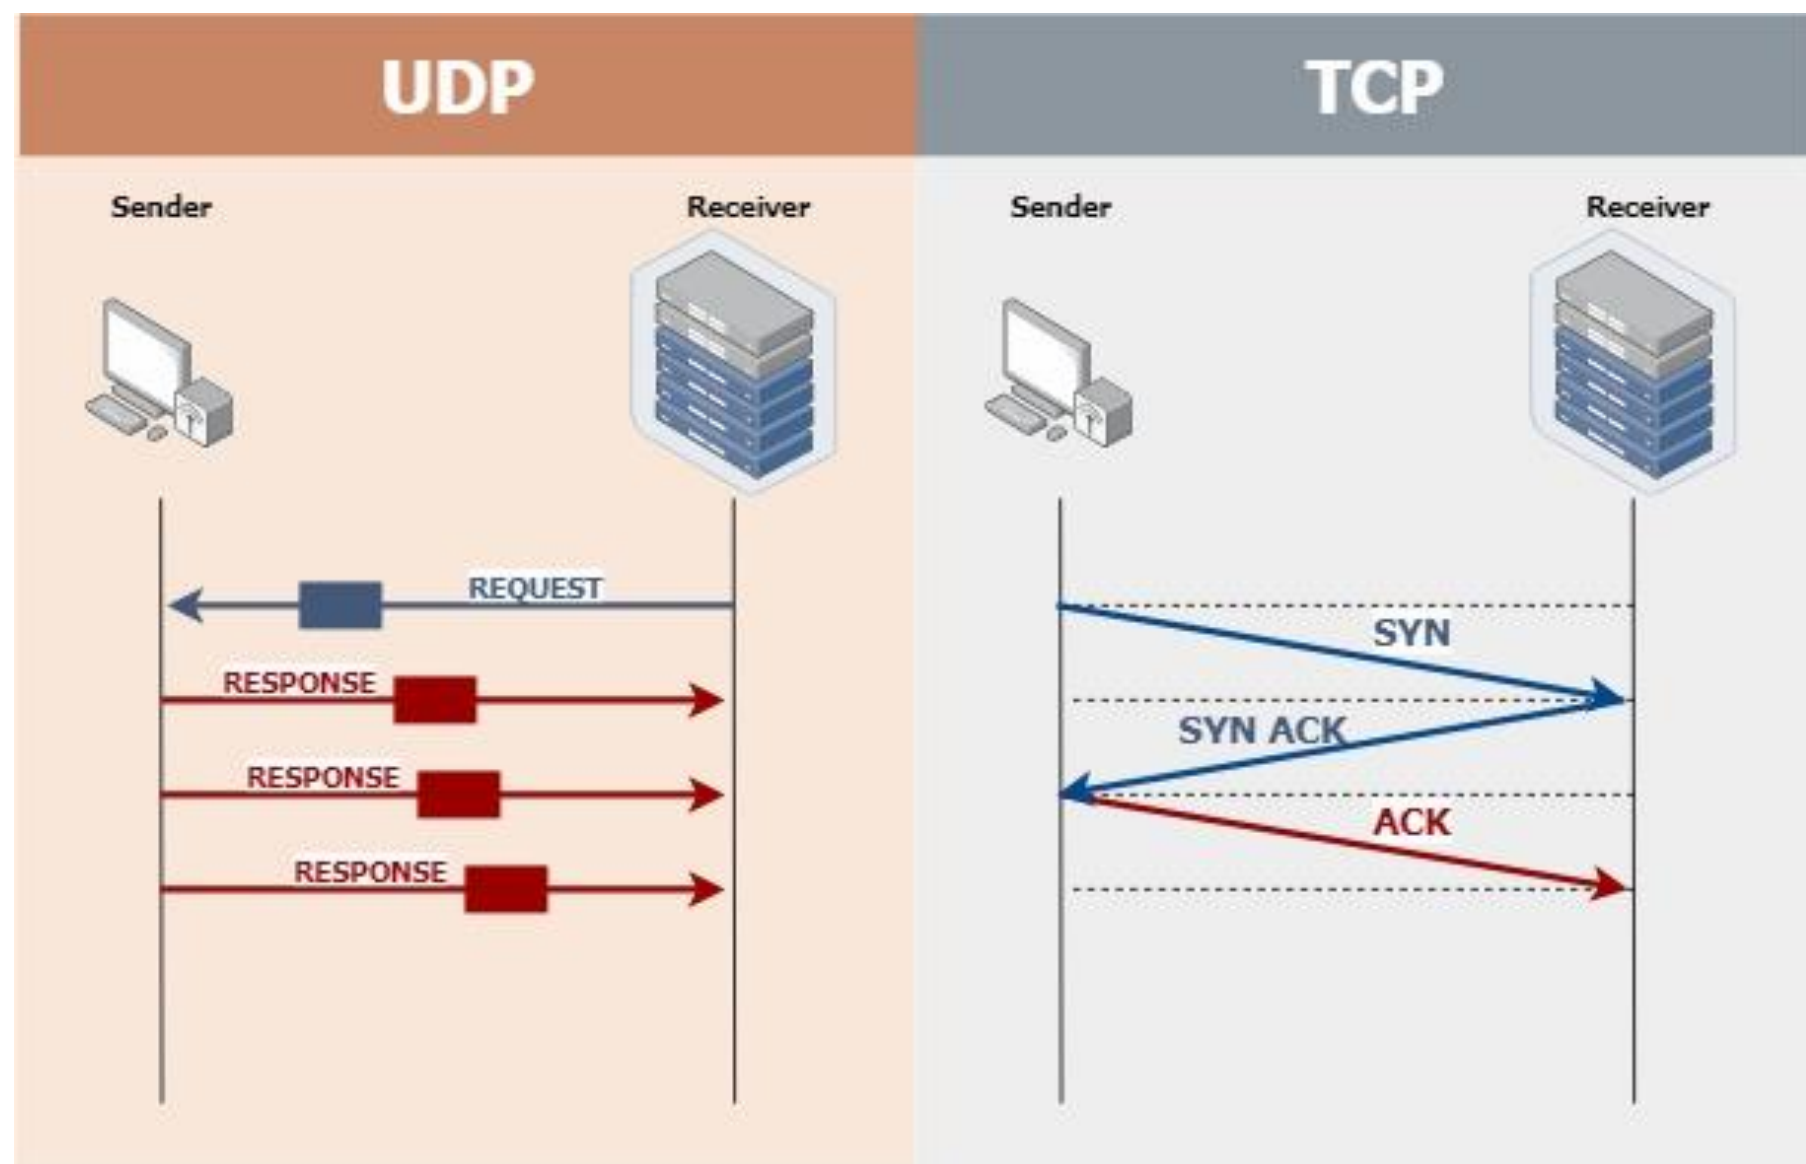 UDP
TCP
Sender
Receiver
Sender
Receiver
REQUEST
RESPONSE
RESPONSE
RESPONSE
SYN
SYN ACK
ACK